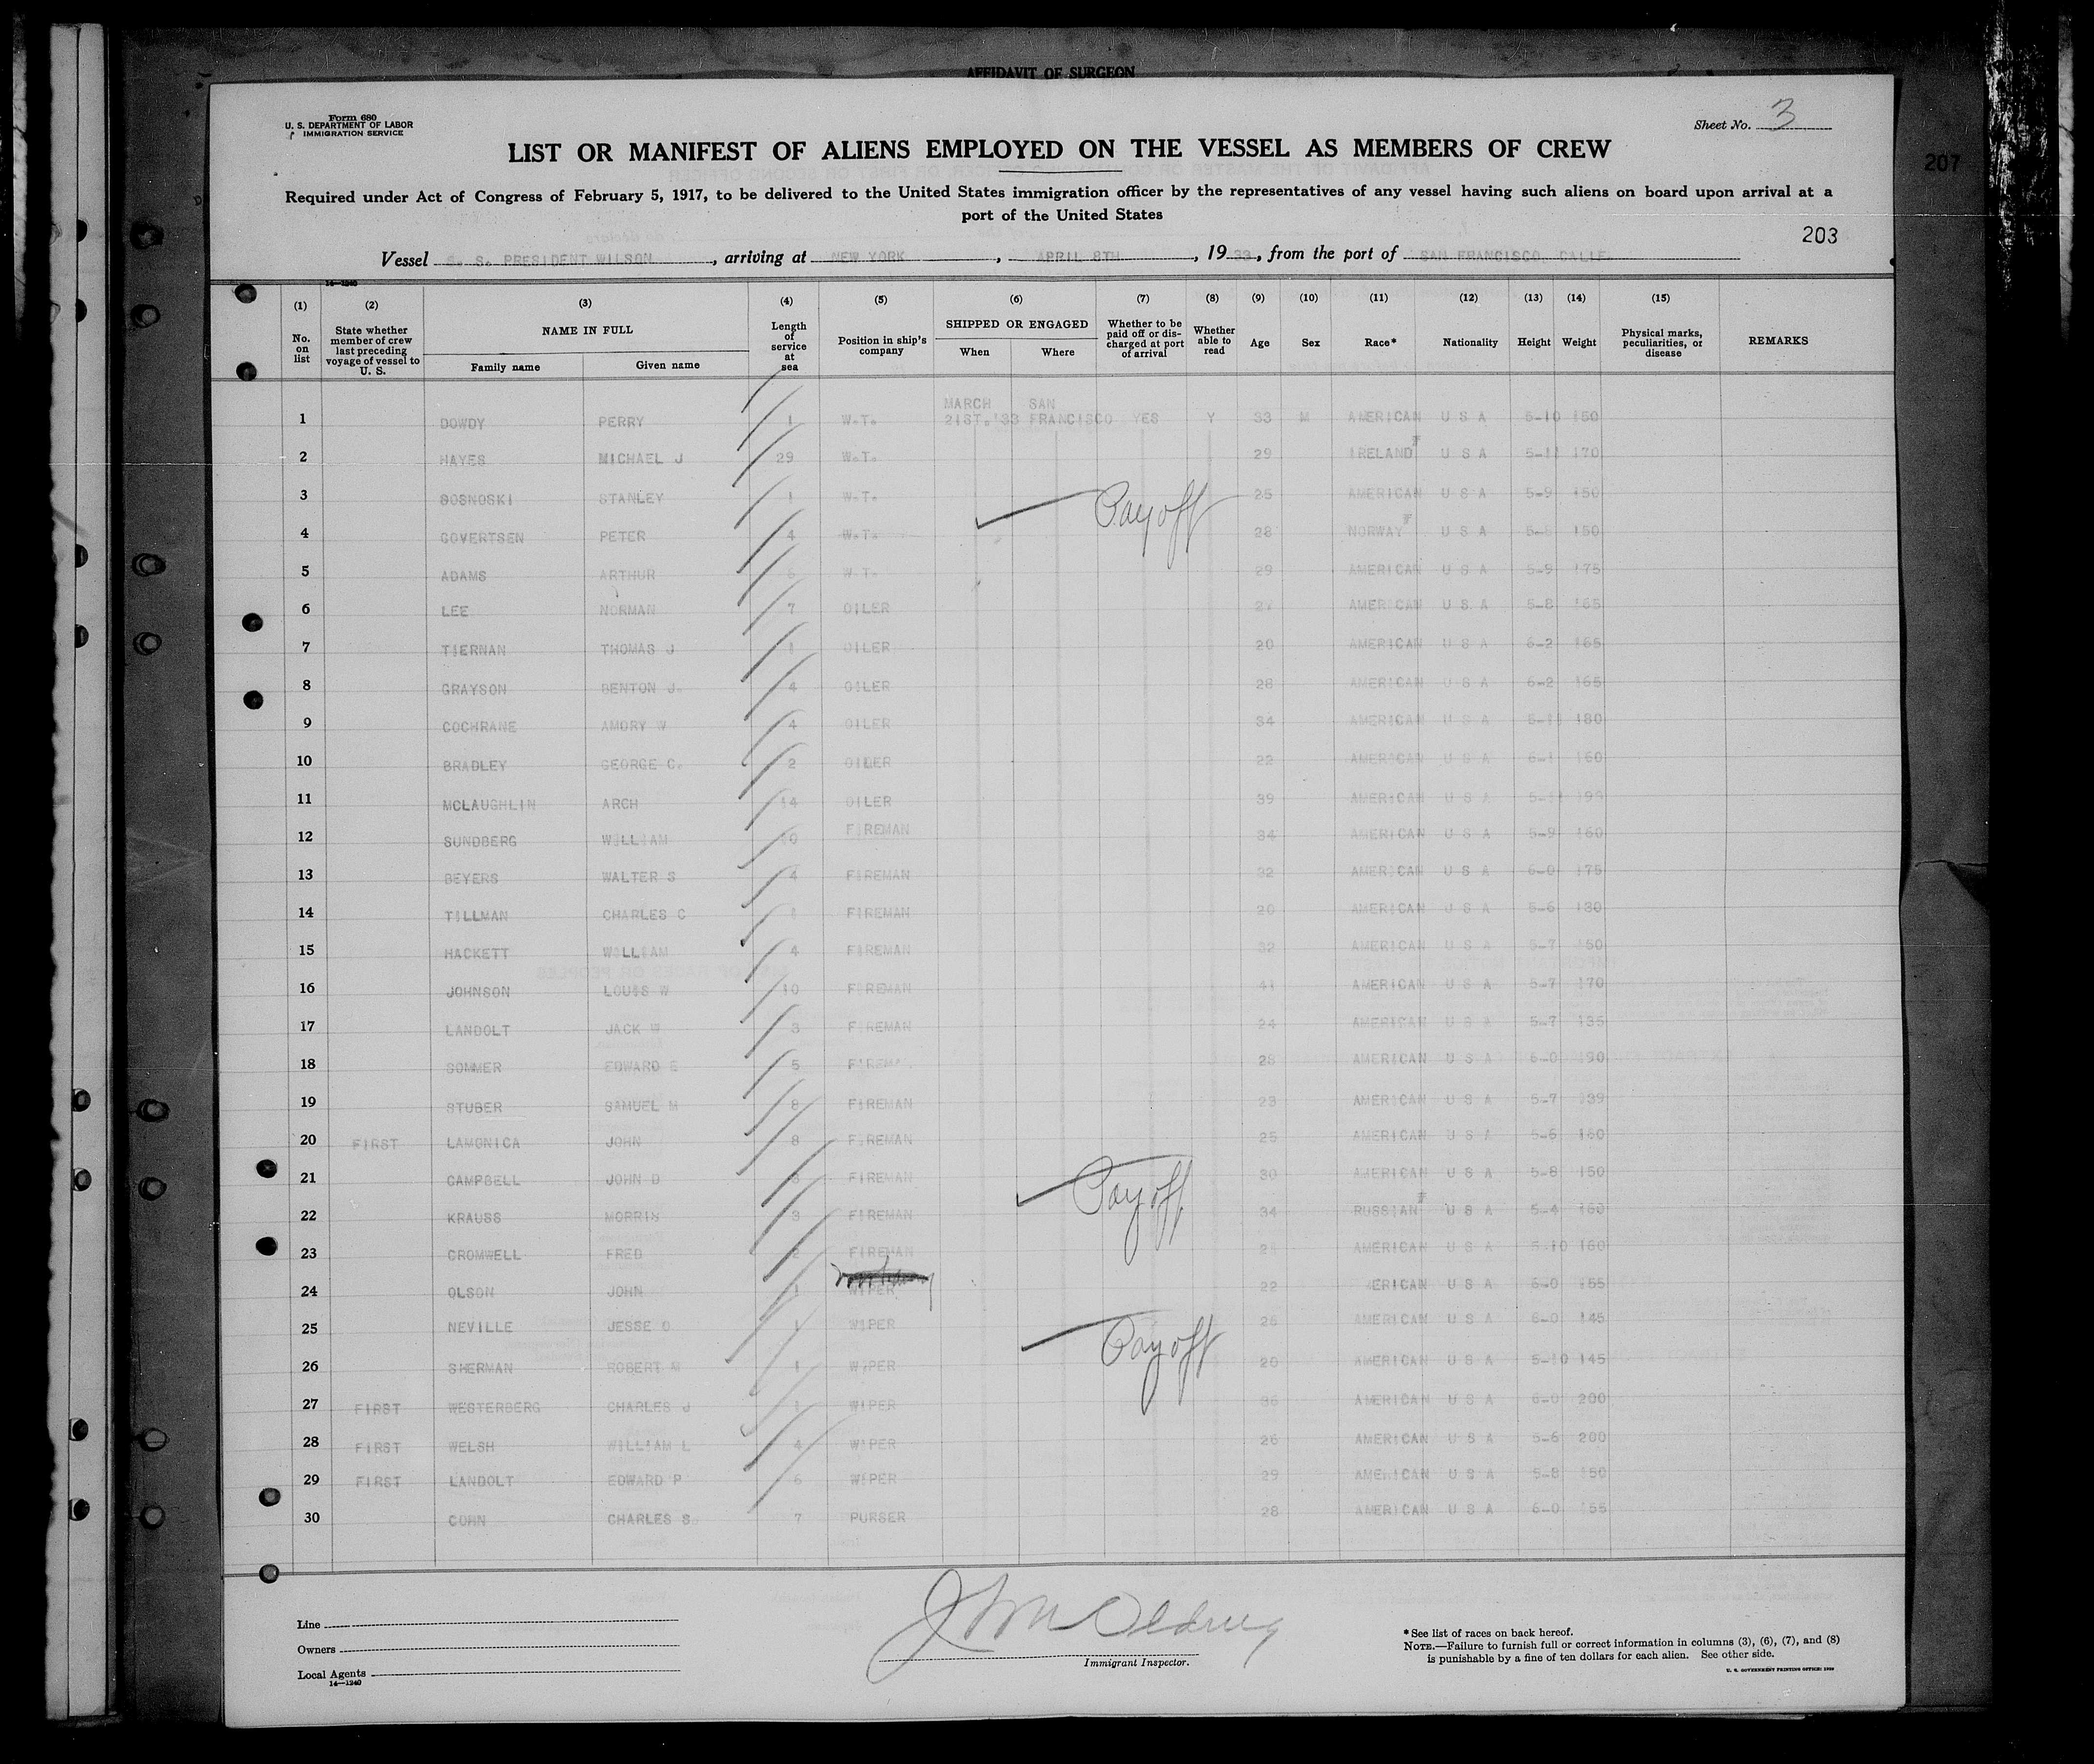 AFFIDAVIT OF SURGEON
Form 680
U. S. DEPARTMENT OF LABOR
IMMIGRATION SERVICE
Sheet No. 3
LIST OR MANIFEST OF ALIENS EMPLOYED ON THE VESSEL AS MEMBERS OF CREW
207
Required under Act of Congress of February 5, 1917, to be delivered to the United States immigration officer by the representatives of any vessel having such aliens on board upon arrival at a
port of the United States
203
Vessel S. S. PRESIDENT WILSON, arriving at NEW YORK, APRIL 8TH, 19 33, from the port of SAN FRANCISCO, CALIF.
14—1240
(1) (2) (3) (4) (5) (6) (7) (8) (9) (10) (11) (12) (13) (14) (15)
No. on list State whether member of crew last preceding voyage of vessel to U. S. NAME IN FULL Family name Given name Length of service at sea Position in ship's company SHIPPED OR ENGAGED When Where Whether to be paid off or discharged at port of arrival Whether able to read Age Sex Race* Nationality Height Weight Physical marks, peculiarities, or disease REMARKS
1 DOWDY PERRY 1 W.T. MARCH 21ST.'33 SAN FRANCISCO YES Y 33 M AMERICAN U S A 5-10 150
2 HAYES MICHAEL J 29 W.T. 29 IRELAND U S A 5-11 170
3 STANLEY 1 W.T. Pay off 25 AMERICAN U S A 5-9 150
4 GOVERTSEN PETER 4 W.T. 28 NORWAY U S A 150
5 ADAMS ARTHUR W.T. 29 AMERICAN U S A 5-9 175
6 LEE NORMAN 7 OILER 27 AMERICAN U S A 5-8 165
7 TIERNAN THOMAS J 1 OILER 20 AMERICAN U S A 6-2 165
8 GRAYSON BENTON J. 4 OILER 28 AMERICAN U S A 6-2 165
9 COCHRANE AMORY W 4 OILER 34 AMERICAN U S A 5-11 180
10 BRADLEY GEORGE C. 2 OILER 22 AMERICAN U S A 6-1 160
11 MCLAUGHLIN ARCH 14 OILER 39 AMERICAN U S A 5-11
12 SUNDBERG WILLIAM FIREMAN 34 AMERICAN U S A 5-9 160
13 BEYERS WALTER S 4 FIREMAN 32 AMERICAN U S A 6-0 175
14 TILLMAN CHARLES C FIREMAN 20 AMERICAN U S A 5-6 130
15 HACKETT WILLIAM 4 FIREMAN 32 AMERICAN U S A 5-7 150
16 JOHNSON LOUIS W 10 FIREMAN 41 AMERICAN U S A 5-7 170
17 LANDOLT JACK W 3 FIREMAN 24 AMERICAN U S A 5-7 135
18 SOMMER EDWARD E 5 28 AMERICAN U S A 6-0 190
19 STUBER SAMUEL M 8 FIREMAN 23 AMERICAN U S A 5-7 139
20 FIRST LAMONICA JOHN 8 FIREMAN 25 AMERICAN U S A 5-6 160
21 CAMPBELL JOHN D FIREMAN Pay off 30 AMERICAN U S A 5-8 150
22 KRAUSS MORRIS 3 FIREMAN 34 RUSSIAN U S A 5-4 160
23 CROMWELL FRED FIREMAN AMERICAN U S A 5-10 160
24 OLSON JOHN 1 WIPER 22 ERICAN U S A 6-0 155
25 NEVILLE JESSE O 1 WIPER Pay off 26 AMERICAN U S A 6-0 145
26 SHERMAN ROBERT 1 WIPER 20 AMERICAN U S A 5-10 145
27 FIRST WESTERBERG CHARLES J 1 WIPER 36 AMERICAN U S A 6-0 200
28 FIRST WELSH WILLIAM L 4 WIPER 26 AMERICAN U S A 5-6 200
29 FIRST LANDOLT EDWARD P 6 WIPER 29 AMERICAN U S A 5-8 150
30 CORN CHARLES S 7 PURSER 28 AMERICAN U S A 6-0 155
Line
Owners
Local Agents
14—1240
Immigrant Inspector.
*See list of races on back hereof.
NOTE.—Failure to furnish full or correct information in columns (3), (6), (7), and (8)
is punishable by a fine of ten dollars for each alien. See other side.